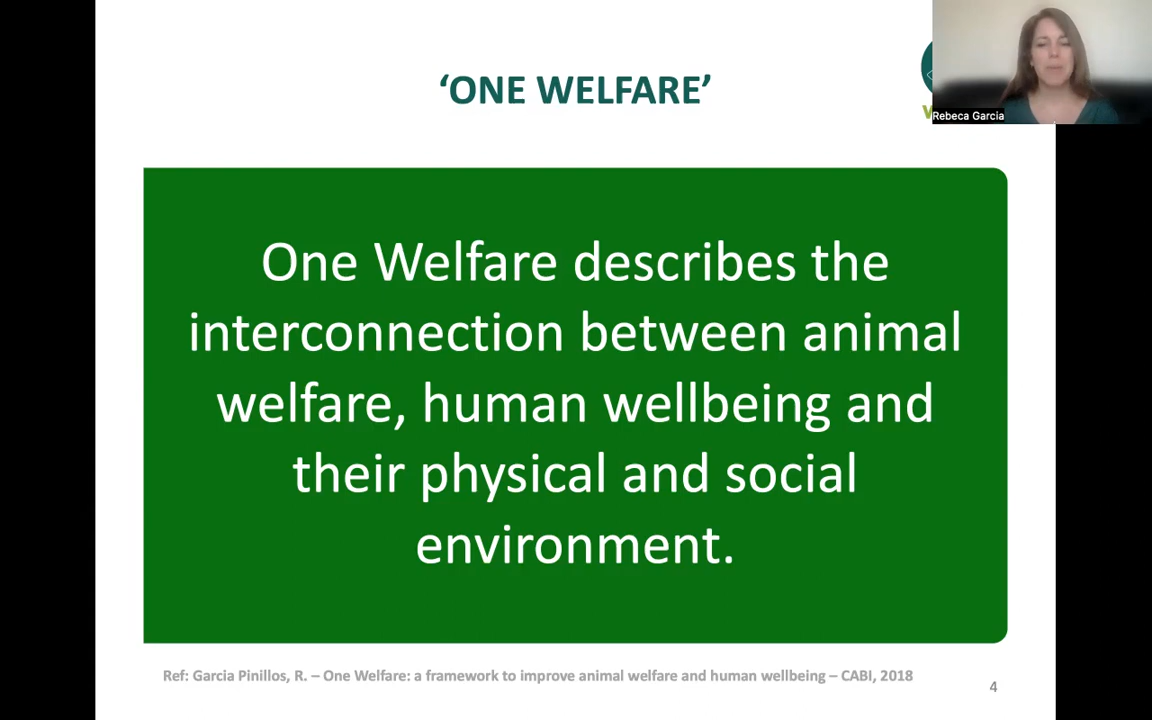 ‘ONE WELFARE’
Rebeca Garcia
One Welfare describes the
interconnection between animal
welfare, human wellbeing and
their physical and social
environment.
Ref: Garcia Pinillos, R. – One Welfare: a framework to improve animal welfare and human wellbeing – CABI, 2018
4